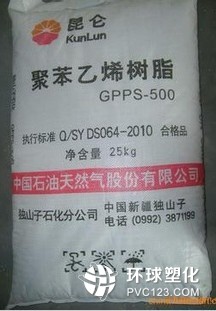 昆仑
KunLun
聚苯乙烯树脂
GPPS-500
执行标准 Q/SY DS064-2010 合格品
净含量 25kg
中国石油天然气股份有限公司
独山子石化分公司
中国新疆独山子
电话 (0992) 3871199
环球塑化
PVC123.COM